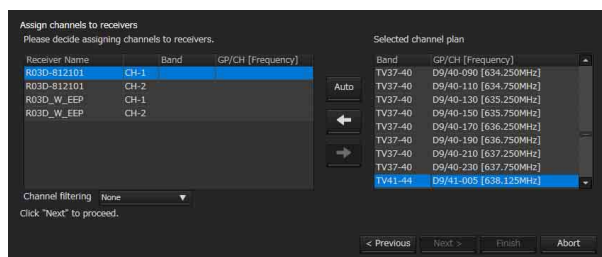 Assign channels to receivers
Please decide assigning channels to receivers.
Selected channel plan
Receiver Name Band GP/CH [Frequency]
R03D-812101 CH-1
R03D-812101 CH-2
R03D_W_EEP CH-1
R03D_W_EEP CH-2
Auto
Band GP/CH [Frequency]
TV37-40 D9/40-090 [634.250MHz]
TV37-40 D9/40-110 [634.750MHz]
TV37-40 D9/40-130 [635.250MHz]
TV37-40 D9/40-150 [635.750MHz]
TV37-40 D9/40-170 [636.250MHz]
TV37-40 D9/40-190 [636.750MHz]
TV37-40 D9/40-210 [637.250MHz]
TV37-40 D9/40-230 [637.750MHz]
TV41-44 D9/41-005 [638.125MHz]
Channel filtering None
Click "Next" to proceed.
< Previous Next > Finish Abort